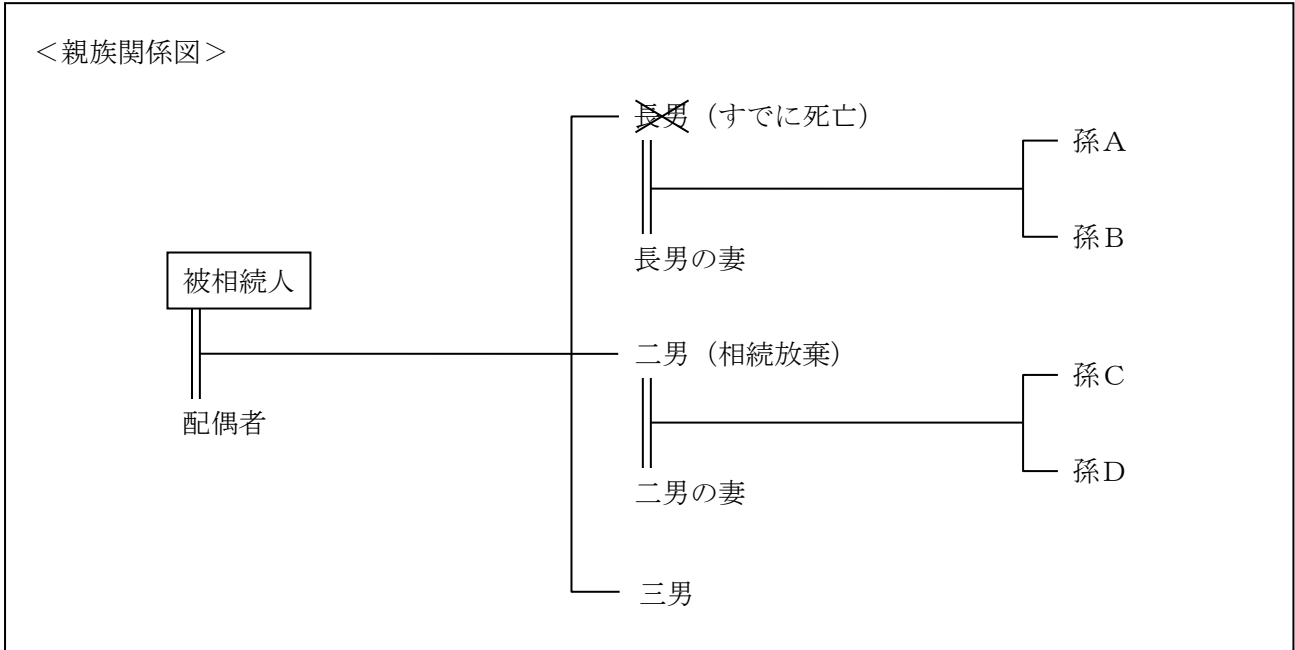 ＜親族関係図＞
長男（すでに死亡）
孫Ａ
孫Ｂ
長男の妻
被相続人
二男（相続放棄）
孫Ｃ
配偶者
孫Ｄ
二男の妻
三男